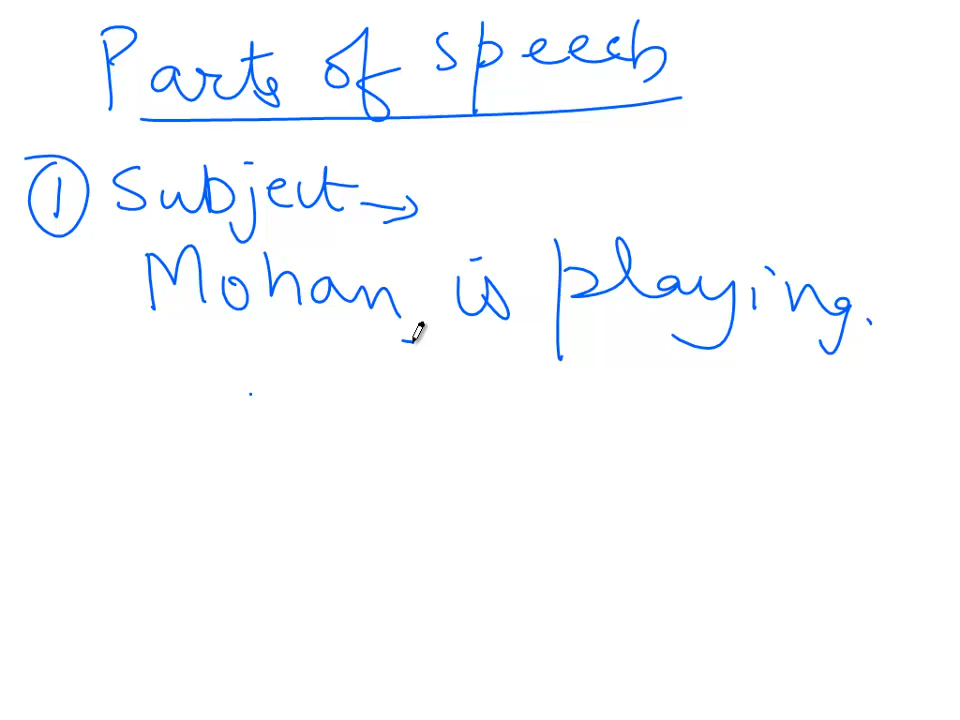 Parts of speech
① Subject →
Mohan is playing.